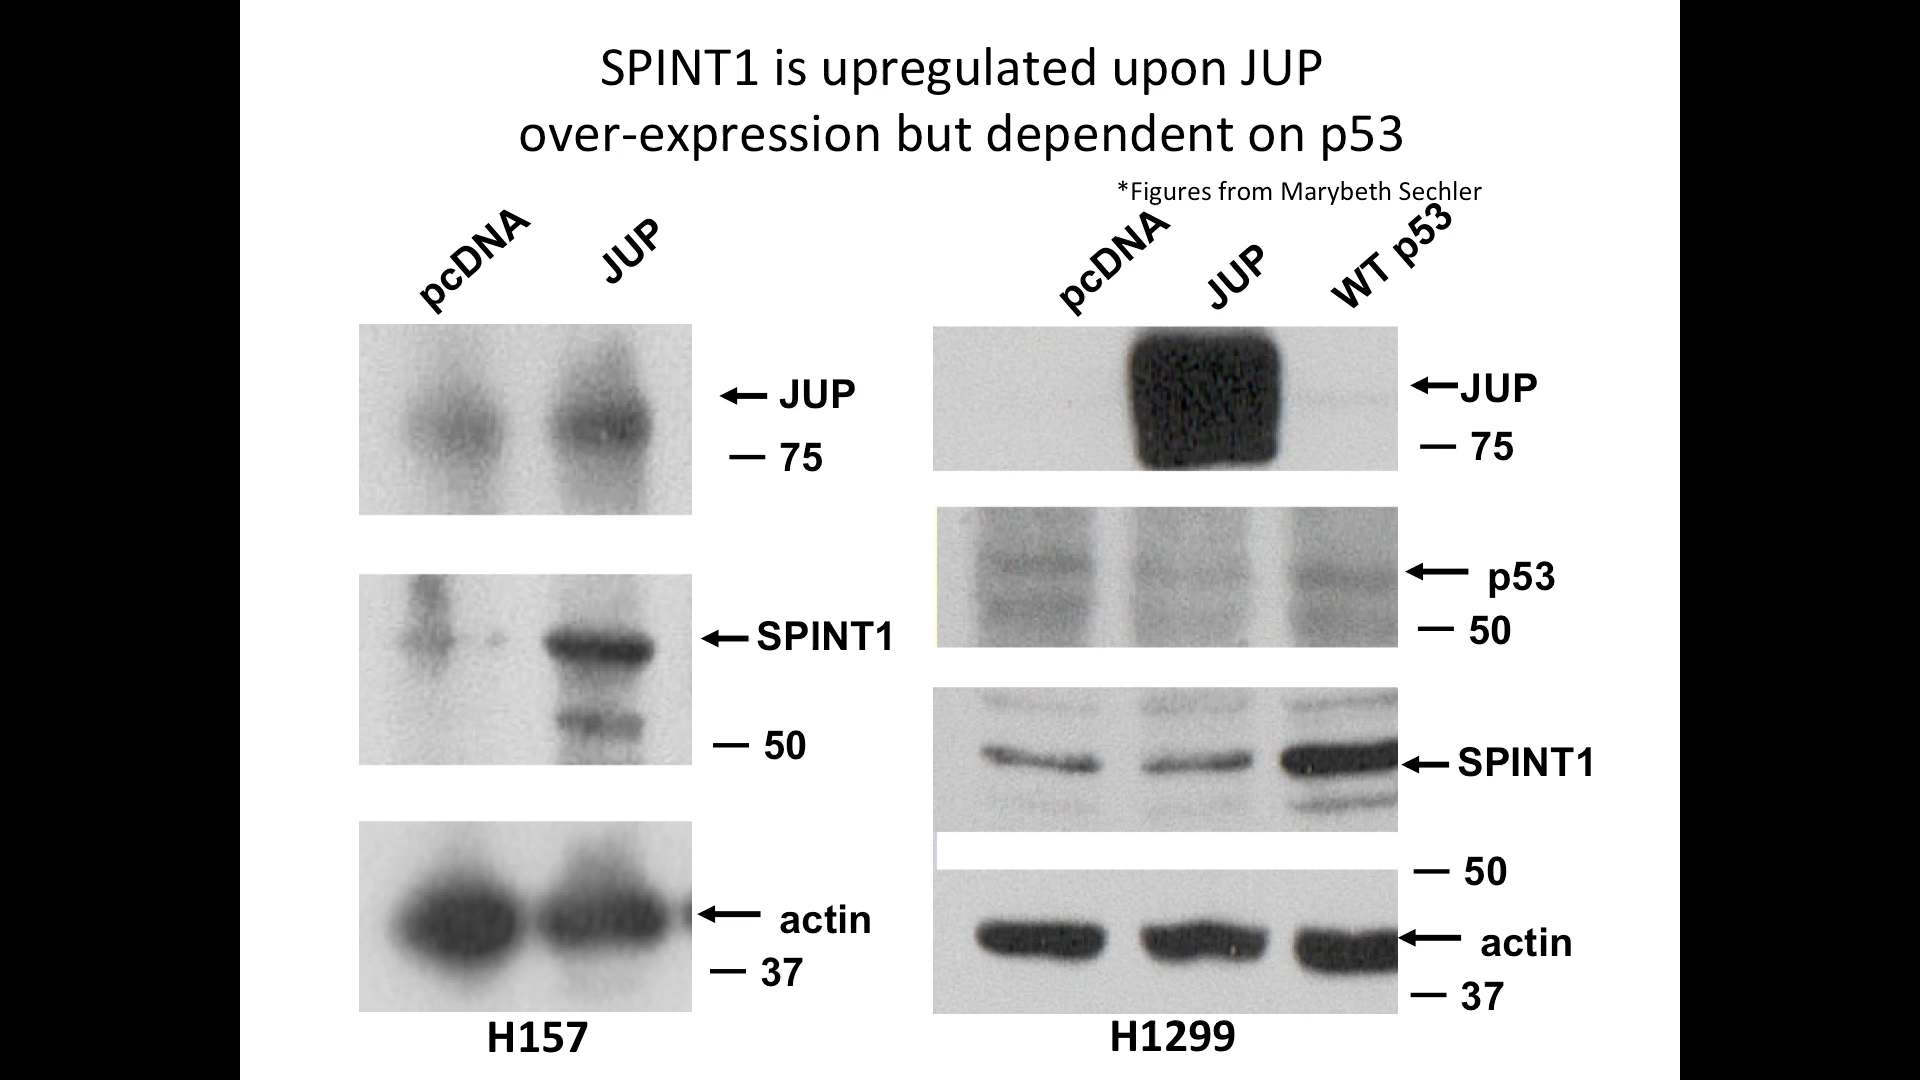 SPINT1 is upregulated upon JUP
over-expression but dependent on p53
*Figures from Marybeth Sechler
pcDNA
JUP
JUP
75
SPINT1
50
actin
37
H157
pcDNA
JUP
WT p53
JUP
75
p53
50
SPINT1
50
actin
37
H1299